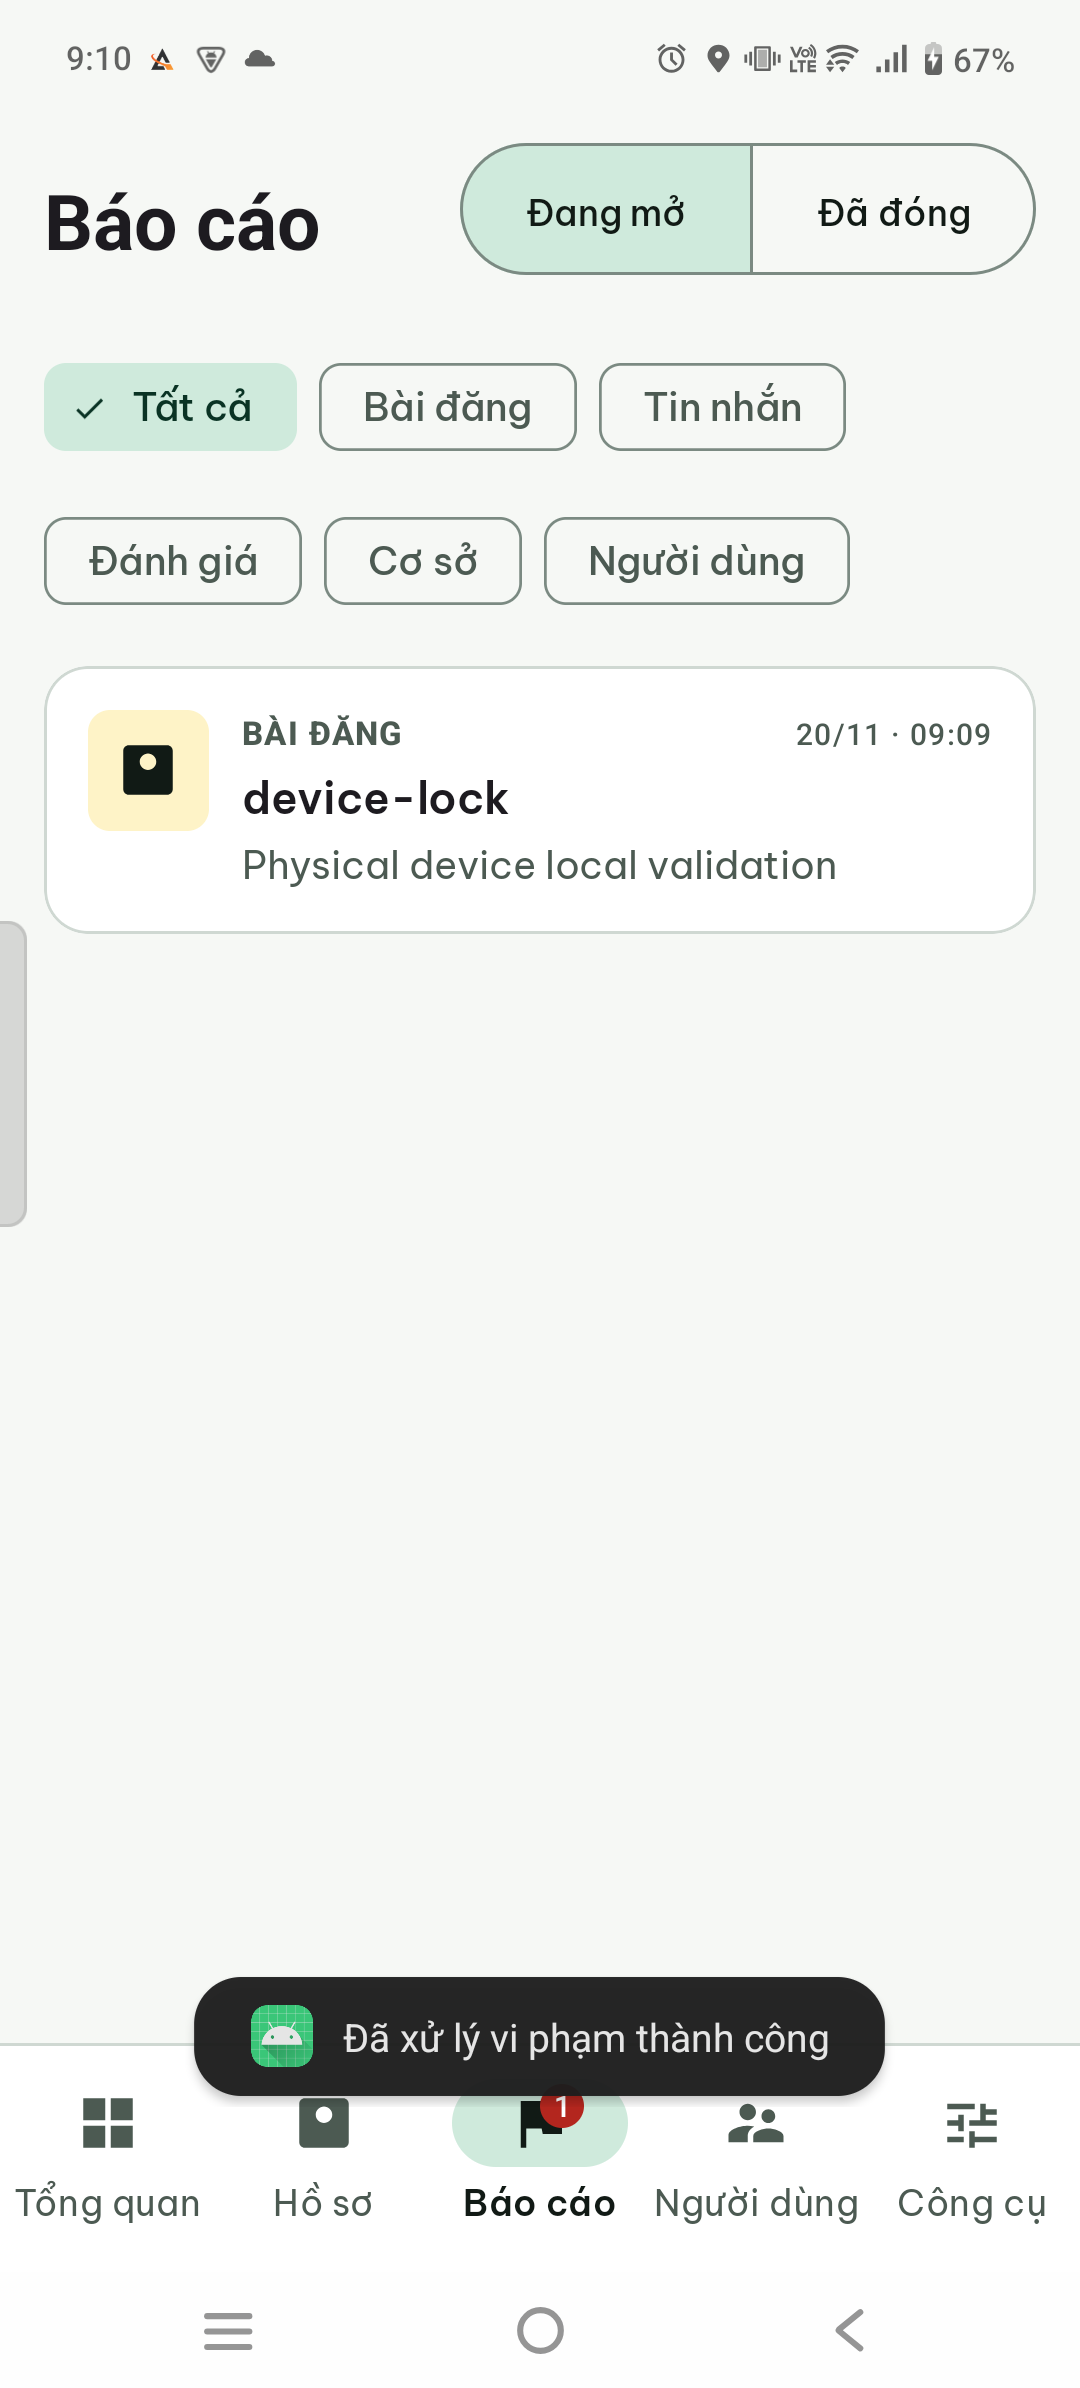 9:10 VoLTE 67%
Báo cáo
Đang mở Đã đóng
Tất cả Bài đăng Tin nhắn
Đánh giá Cơ sở Người dùng
BÀI ĐĂNG 20/11 · 09:09
device-lock
Physical device local validation
Đã xử lý vi phạm thành công
1
Tổng quan Hồ sơ Báo cáo Người dùng Công cụ